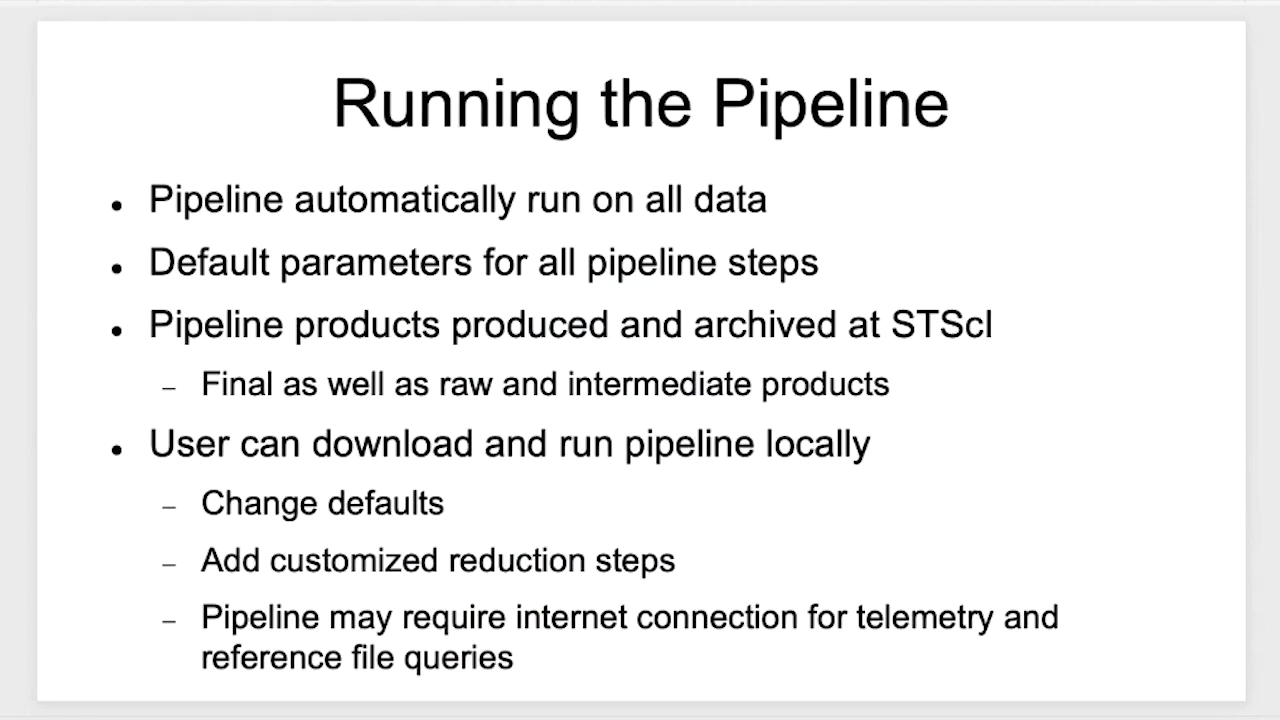 Running the Pipeline
• Pipeline automatically run on all data
• Default parameters for all pipeline steps
• Pipeline products produced and archived at STScI
– Final as well as raw and intermediate products
• User can download and run pipeline locally
– Change defaults
– Add customized reduction steps
– Pipeline may require internet connection for telemetry and
reference file queries